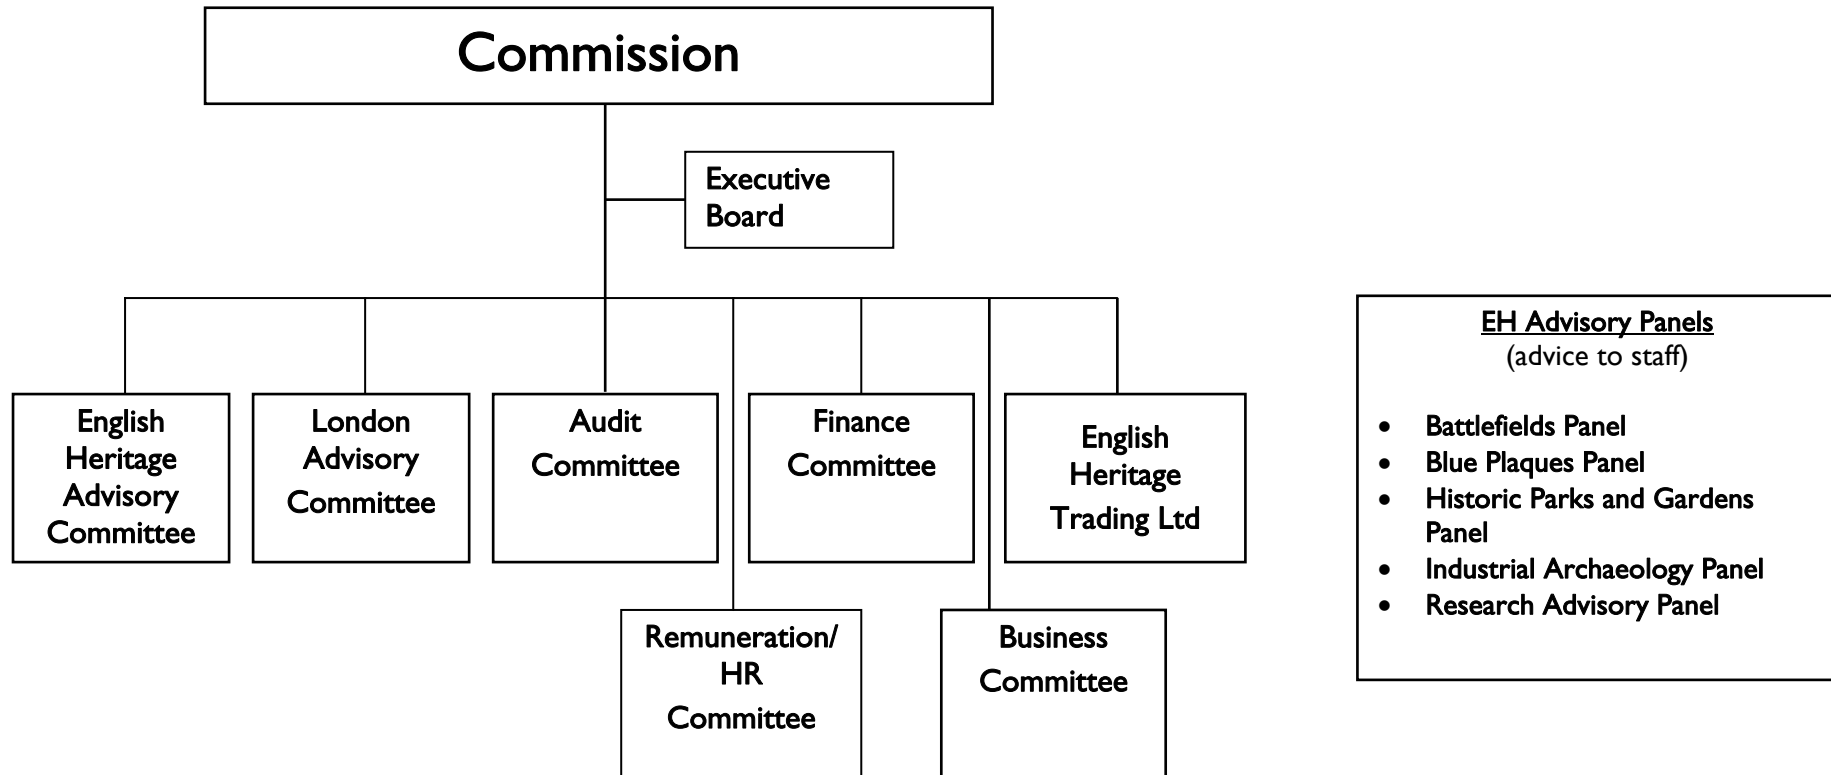 Commission
Executive
Board
English
Heritage
Advisory
Committee
London
Advisory
Committee
Audit
Committee
Finance
Committee
English
Heritage
Trading Ltd
Remuneration/
HR
Committee
Business
Committee
EH Advisory Panels
(advice to staff)
• Battlefields Panel
• Blue Plaques Panel
• Historic Parks and Gardens
Panel
• Industrial Archaeology Panel
• Research Advisory Panel